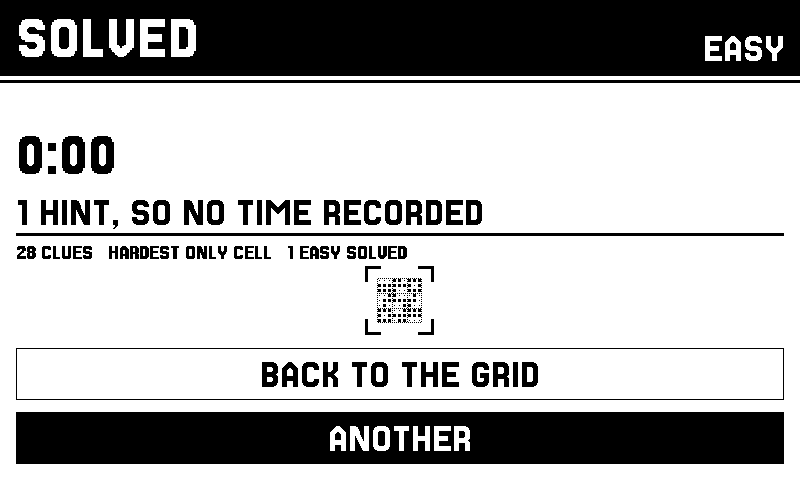 SOLVED
EASY
0:00
1 HINT, SO NO TIME RECORDED
28 CLUES HARDEST ONLY CELL 1 EASY SOLVED
BACK TO THE GRID
ANOTHER